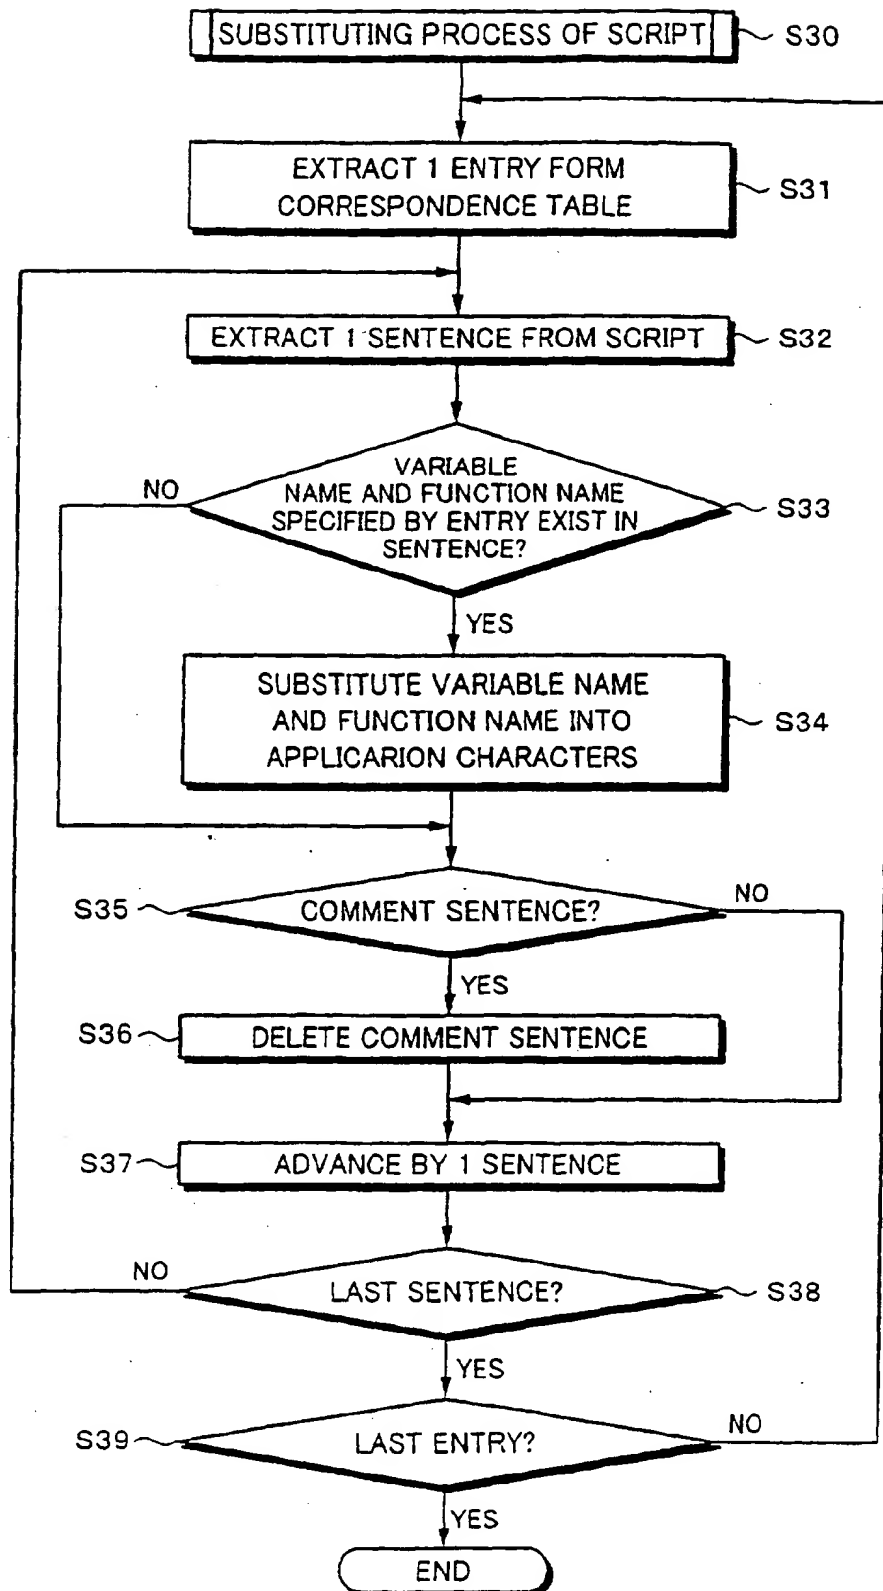 SUBSTITUTING PROCESS OF SCRIPT S30
EXTRACT 1 ENTRY FORM
CORRESPONDENCE TABLE
S31
EXTRACT 1 SENTENCE FROM SCRIPT S32
VARIABLE
NAME AND FUNCTION NAME
SPECIFIED BY ENTRY EXIST IN
SENTENCE?
NO
S33
YES
SUBSTITUTE VARIABLE NAME
AND FUNCTION NAME INTO
APPLICARION CHARACTERS
S34
S35 COMMENT SENTENCE? NO
YES
S36 DELETE COMMENT SENTENCE
S37 ADVANCE BY 1 SENTENCE
NO LAST SENTENCE? S38
YES
S39 LAST ENTRY? NO
YES
END